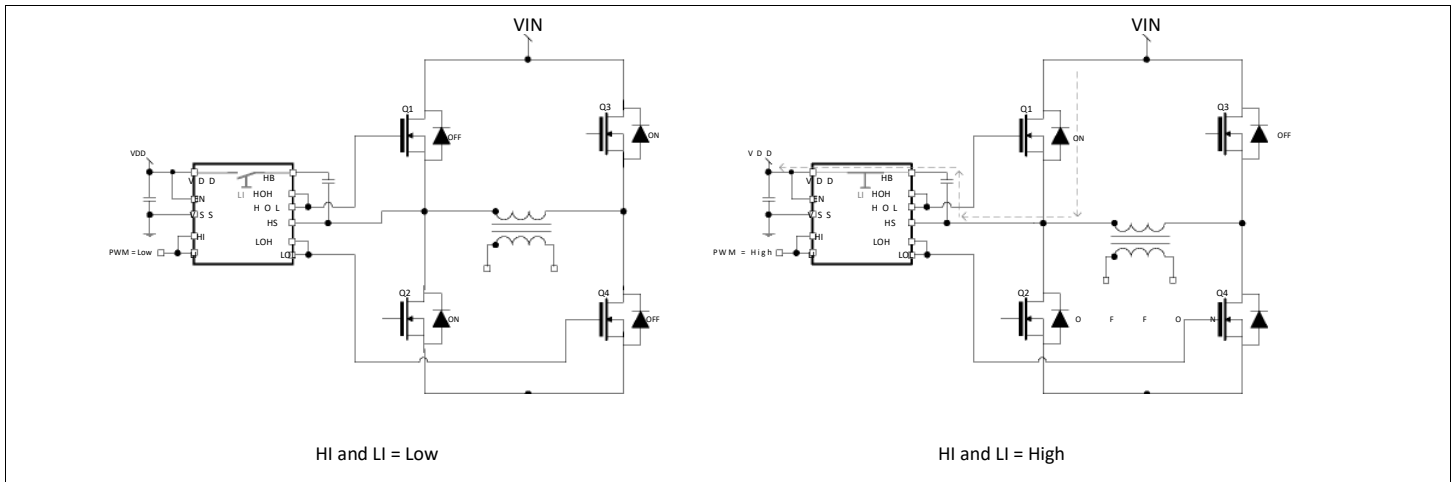 VIN
Q1
Q3
OFF
ON
VDD
V D D
HB
LI
HOH
EN
H O L
V S S
HS
HI
LOH
PWM = Low
LO
Q2
Q4
ON
OFF
HI and LI = Low
VIN
Q1
Q3
ON
OFF
V D D
V D D
HB
LI
HOH
EN
H O L
V S S
HS
HI
LOH
PWM = High
LO
Q2
Q4
O F F O N
HI and LI = High